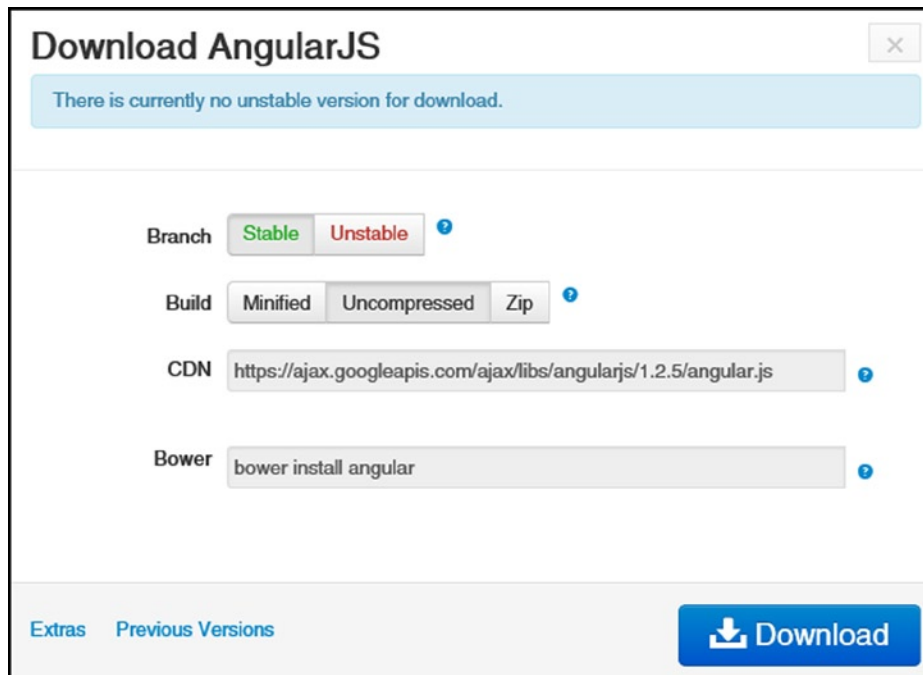 Download AngularJS
×
There is currently no unstable version for download.
Branch Stable Unstable ?
Build Minified Uncompressed Zip ?
CDN https://ajax.googleapis.com/ajax/libs/angularjs/1.2.5/angular.js ?
Bower bower install angular ?
Extras Previous Versions Download